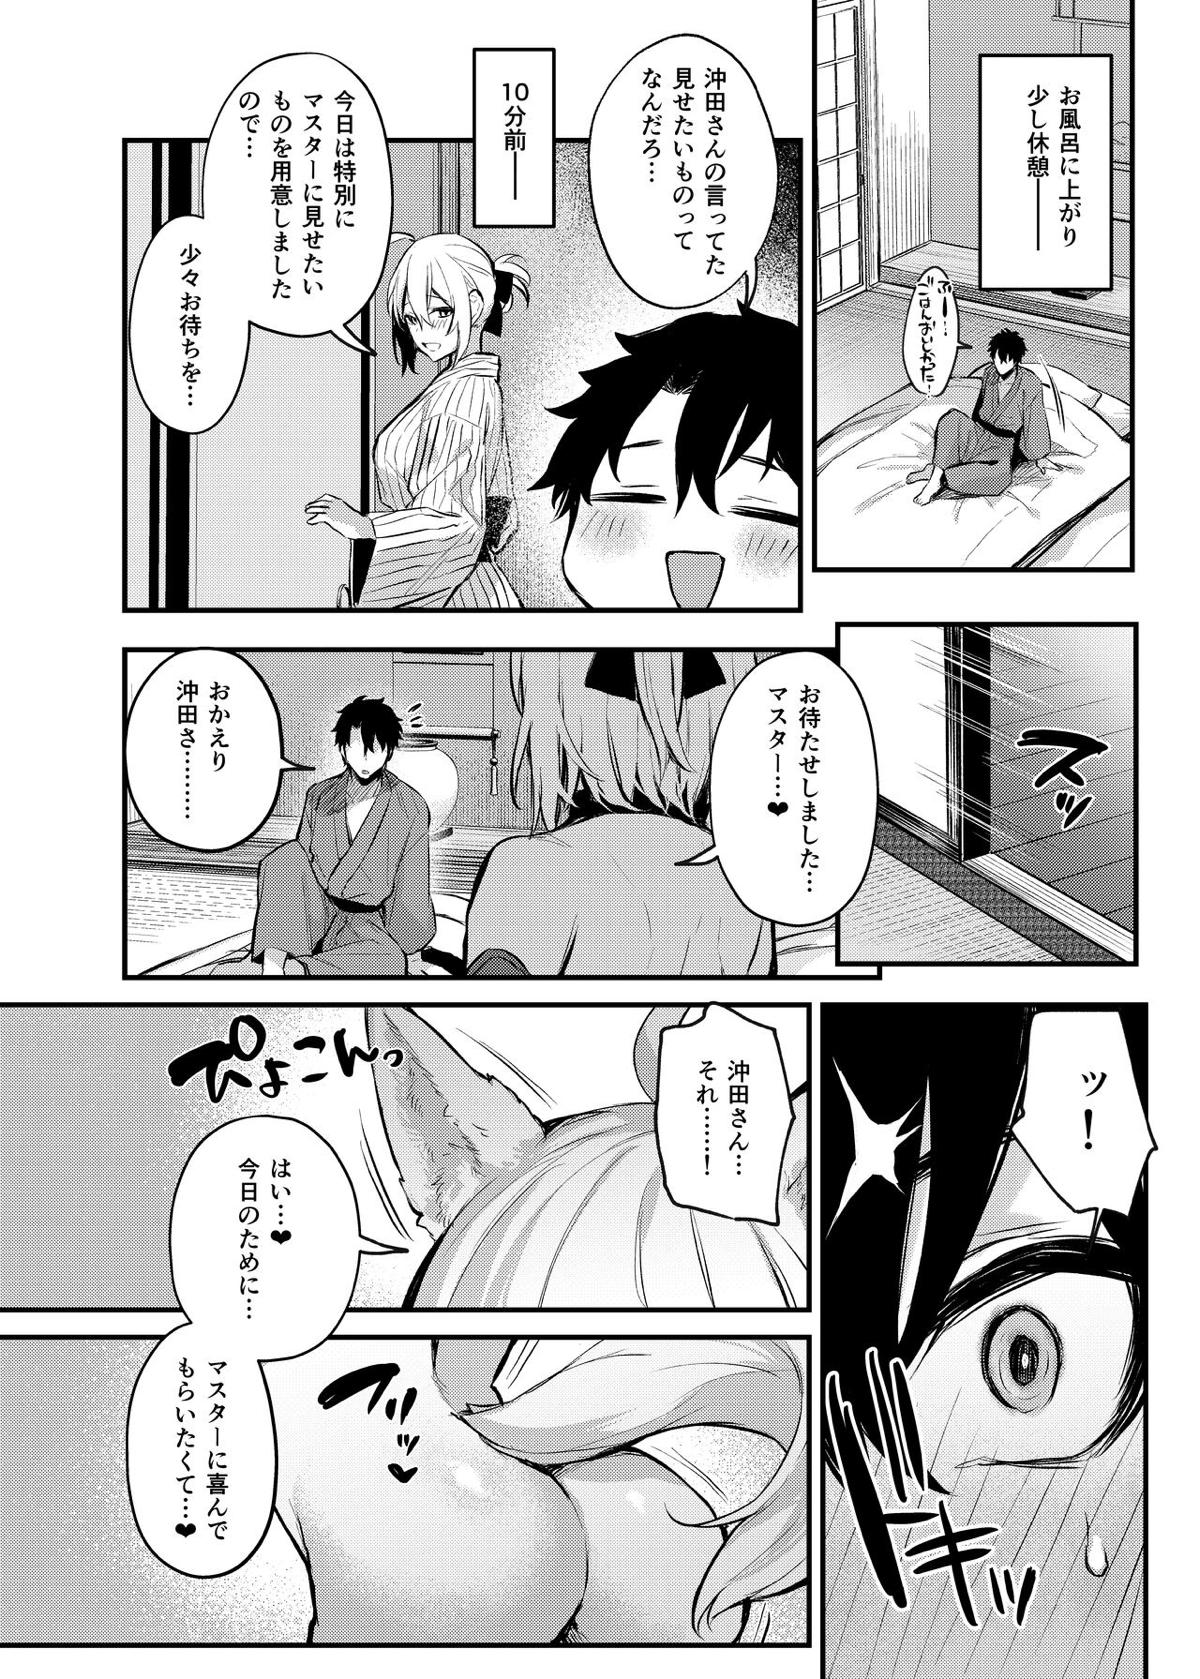 お風呂に上がり
少し休憩――
ふー…
ごはんおいしかった！
沖田さんの言ってた
見せたいものって
なんだろ…
10分前――
今日は特別に
マスターに見せたい
ものを用意しました
ので…
少々お待ちを…
スッ
お待たせしました…
マスター…♥
おかえり
沖田さ………
ッ！
ドキッ
沖田さん…
それ……！
ぴょこんっ
はい…♥
今日のために…
マスターに喜んで
もらいたくて…♥
フリッ♥